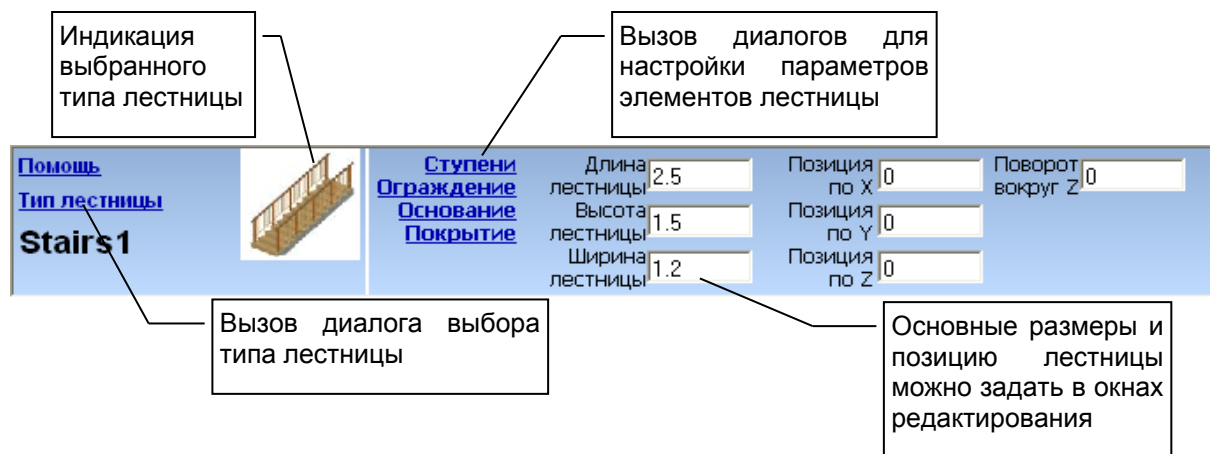 Индикация
выбранного
типа лестницы
Вызов диалогов для
настройки параметров
элементов лестницы
Помощь
Тип лестницы
Stairs1
Ступени
Ограждение
Основание
Покрытие
Длина
лестницы
2.5
Высота
лестницы
1.5
Ширина
лестницы
1.2
Позиция
по X
0
Позиция
по Y
0
Позиция
по Z
0
Поворот
вокруг Z
0
Вызов диалога выбора
типа лестницы
Основные размеры и
позицию лестницы
можно задать в окнах
редактирования